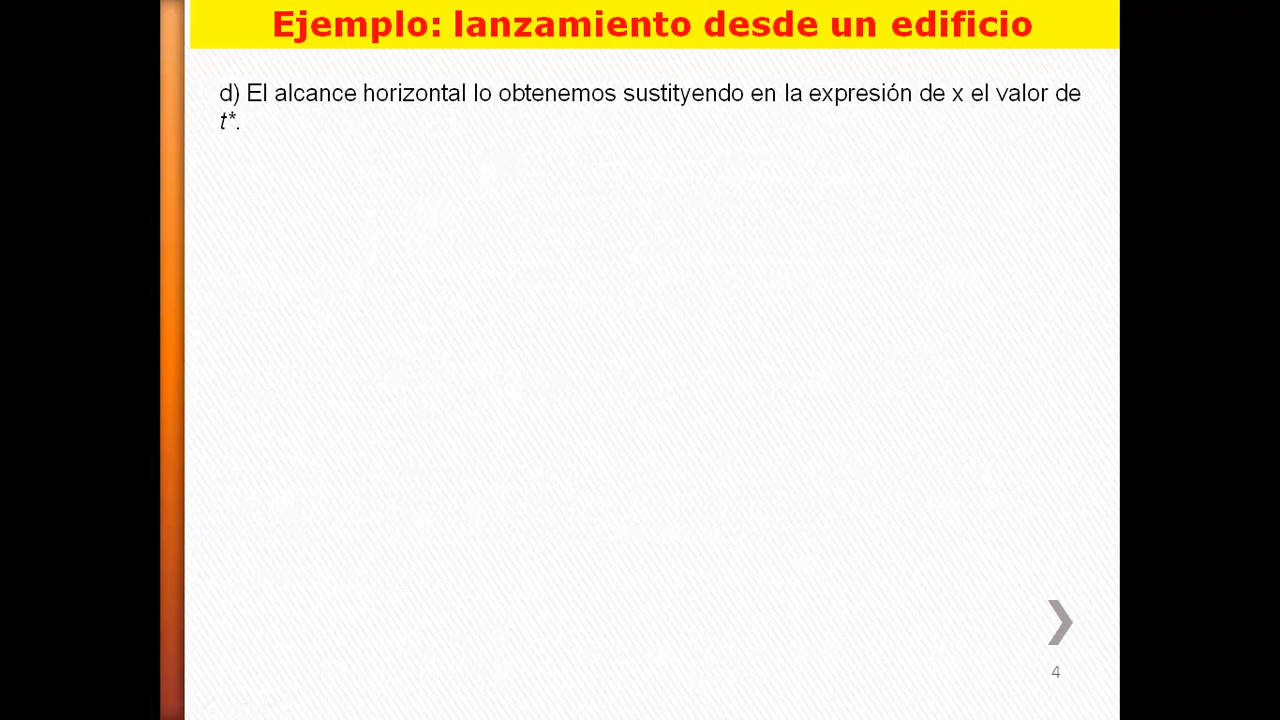 Ejemplo: lanzamiento desde un edificio
d) El alcance horizontal lo obtenemos sustityendo en la expresión de x el valor de
t*.
4